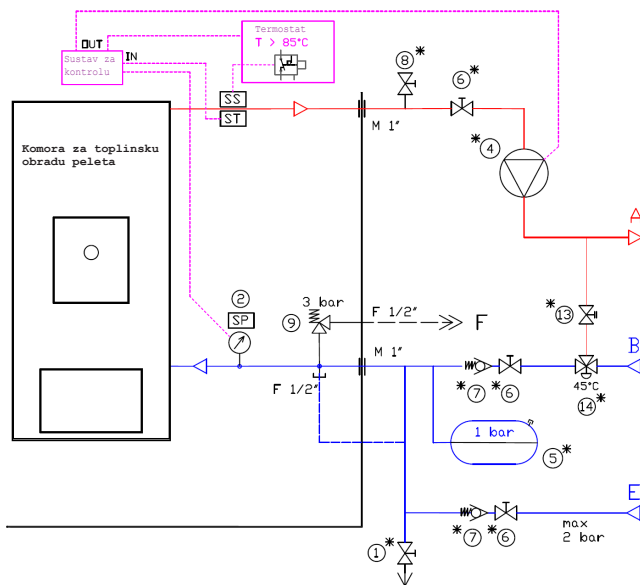 OUT
Sustav za
kontrolu
IN
Termostat
T > 85°C
SS
ST
8*
6*
M 1"
*4
Komora za toplinsku
obradu peleta
A
2
SP
3 bar
9
F 1/2"
F
*13
M 1"
B
F 1/2"
*7
*6
45°C
14*
1 bar
5*
E
*7
*6
max
2 bar
1*